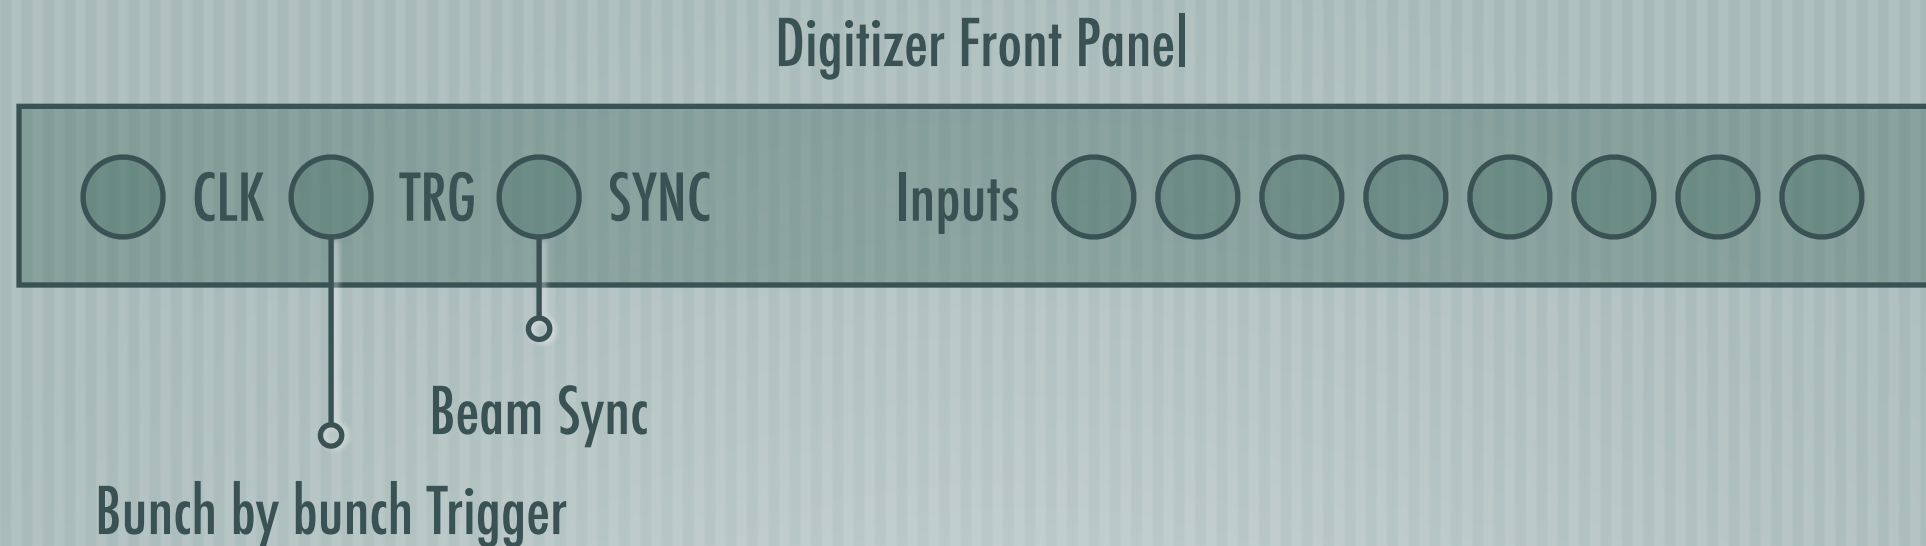 Digitizer Front Panel
CLK TRG SYNC Inputs
Beam Sync
Bunch by bunch Trigger